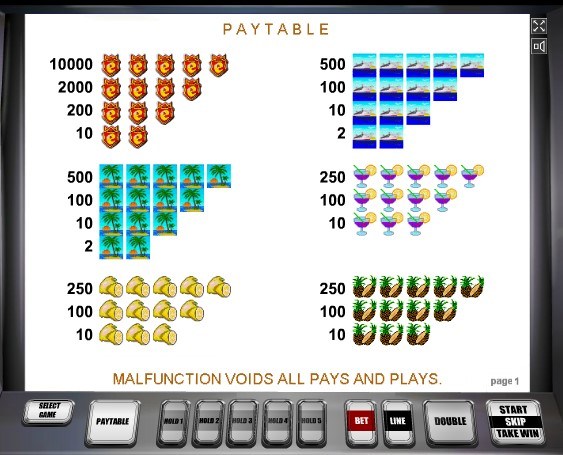 PAYTABLE
10000
2000
200
10
500
100
10
2
500
100
10
2
250
100
10
250
100
10
250
100
10
MALFUNCTION VOIDS ALL PAYS AND PLAYS.
page 1
SELECT
GAME
PAYTABLE
HOLD 1
HOLD 2
HOLD 3
HOLD 4
HOLD 5
BET
LINE
DOUBLE
START
SKIP
TAKE WIN